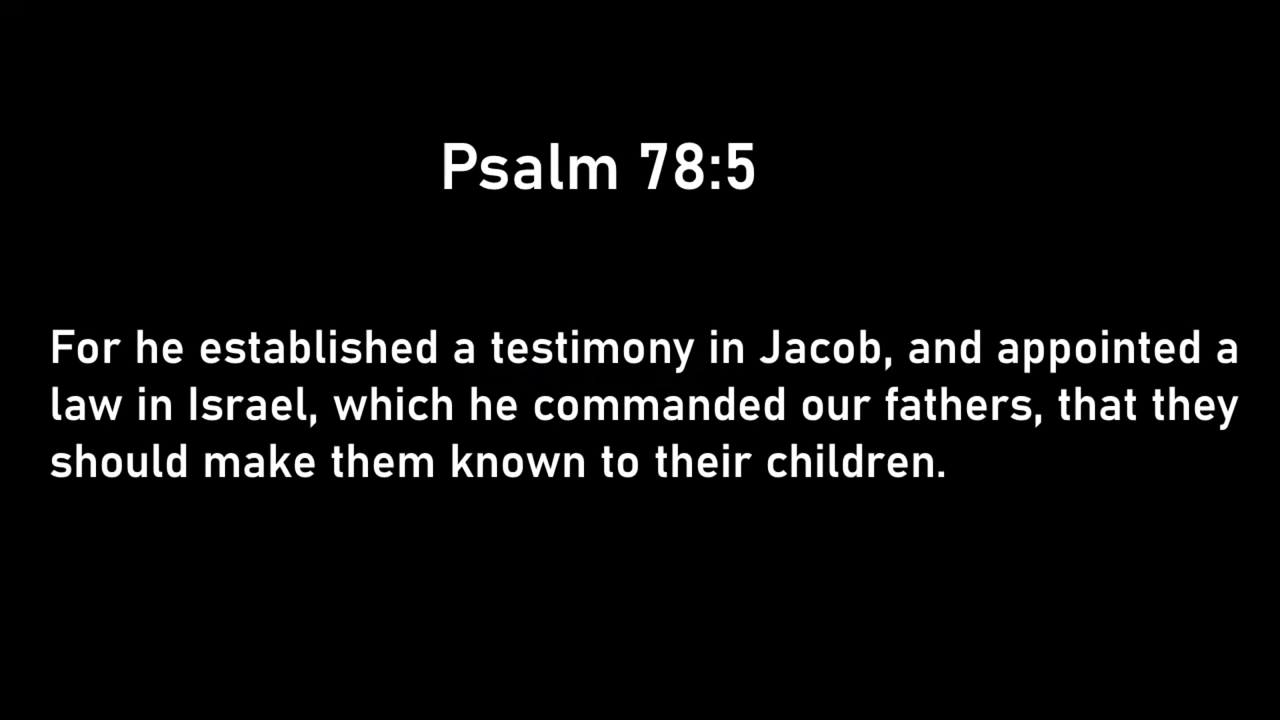 Psalm 78:5
For he established a testimony in Jacob, and appointed a
law in Israel, which he commanded our fathers, that they
should make them known to their children.